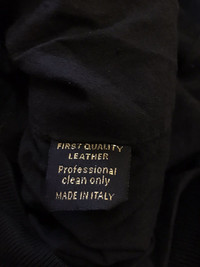 FIRST QUALITY
LEATHER
Professional
clean only
MADE IN ITALY